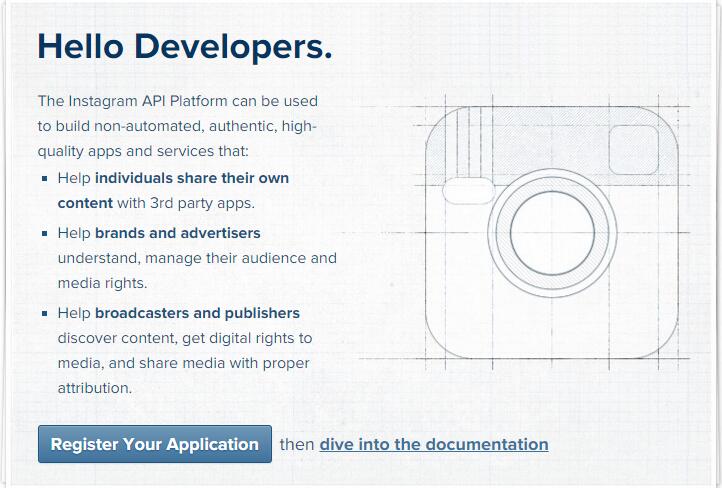 Hello Developers.
The Instagram API Platform can be used
to build non-automated, authentic, high-
quality apps and services that:
Help individuals share their own
content with 3rd party apps.
Help brands and advertisers
understand, manage their audience and
media rights.
Help broadcasters and publishers
discover content, get digital rights to
media, and share media with proper
attribution.
Register Your Application then dive into the documentation